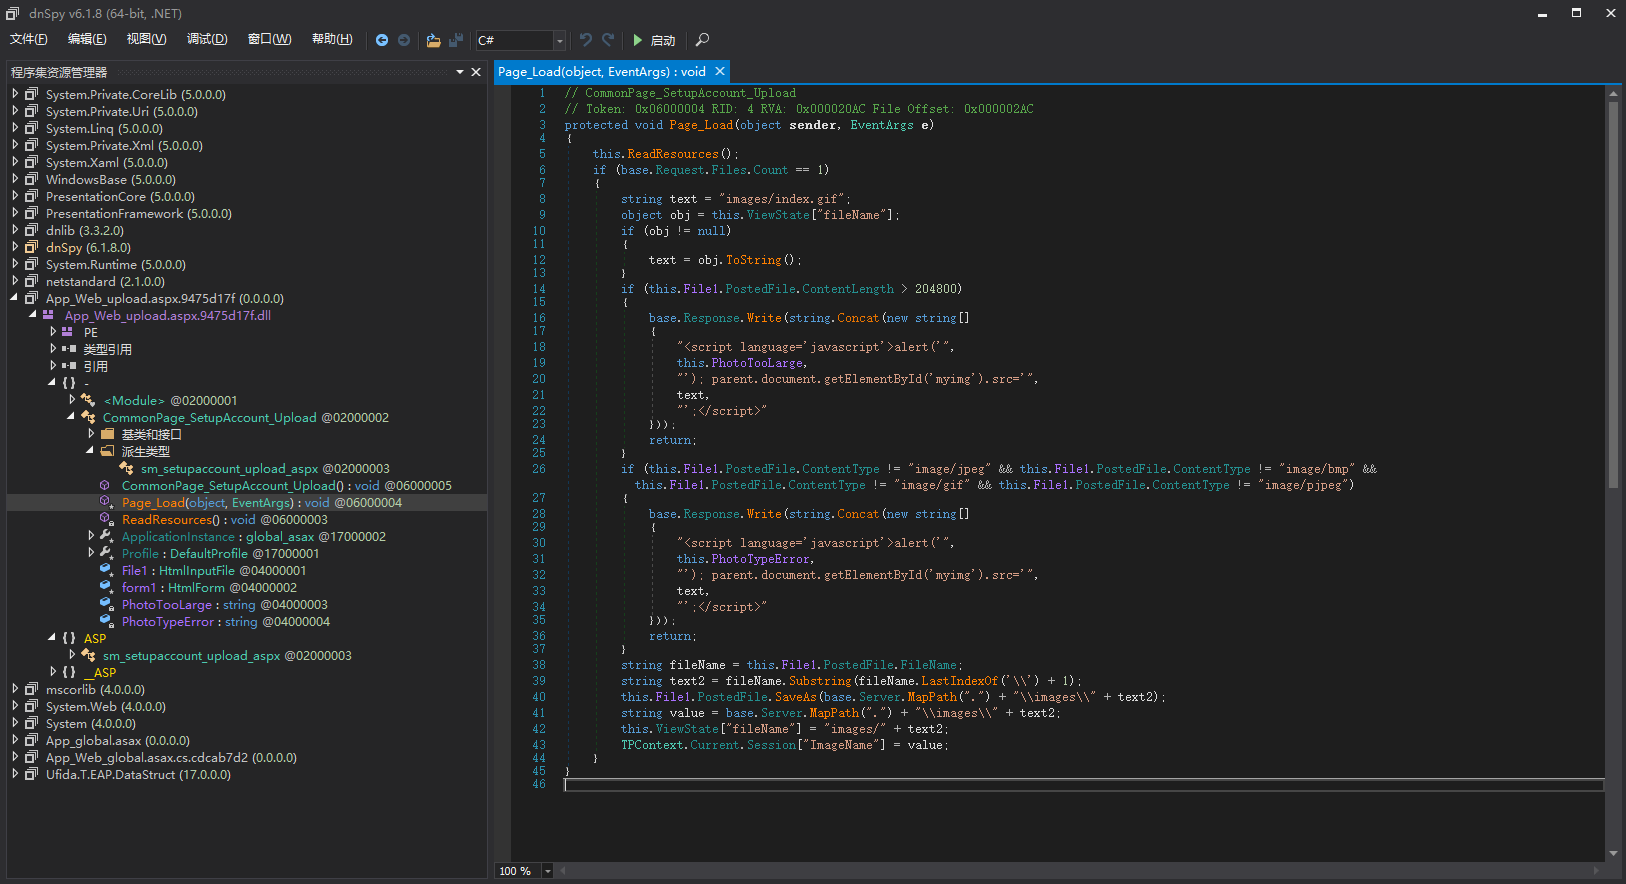 dnSpy v6.1.8 (64-bit, .NET)
文件(F) 编辑(E) 视图(V) 调试(D) 窗口(W) 帮助(H) C# 启动
程序集资源管理器
System.Private.CoreLib (5.0.0.0)
System.Private.Uri (5.0.0.0)
System.Linq (5.0.0.0)
System.Private.Xml (5.0.0.0)
System.Xaml (5.0.0.0)
WindowsBase (5.0.0.0)
PresentationCore (5.0.0.0)
PresentationFramework (5.0.0.0)
dnlib (3.3.2.0)
dnSpy (6.1.8.0)
System.Runtime (5.0.0.0)
netstandard (2.1.0.0)
App_Web_upload.aspx.9475d17f (0.0.0.0)
App_Web_upload.aspx.9475d17f.dll
PE
类型引用
引用
{ } -
<Module> @02000001
CommonPage_SetupAccount_Upload @02000002
基类和接口
派生类型
sm_setupaccount_upload_aspx @02000003
CommonPage_SetupAccount_Upload() : void @06000005
Page_Load(object, EventArgs) : void @06000004
ReadResources() : void @06000003
ApplicationInstance : global_asax @17000002
Profile : DefaultProfile @17000001
File1 : HtmlInputFile @04000001
form1 : HtmlForm @04000002
PhotoTooLarge : string @04000003
PhotoTypeError : string @04000004
{ } ASP
sm_setupaccount_upload_aspx @02000003
{ } __ASP
mscorlib (4.0.0.0)
System.Web (4.0.0.0)
System (4.0.0.0)
App_global.asax (0.0.0.0)
App_Web_global.asax.cs.cdcab7d2 (0.0.0.0)
Ufida.T.EAP.DataStruct (17.0.0.0)
Page_Load(object, EventArgs) : void
1 // CommonPage_SetupAccount_Upload
2 // Token: 0x06000004 RID: 4 RVA: 0x000020AC File Offset: 0x000002AC
3 protected void Page_Load(object sender, EventArgs e)
4 {
5 this.ReadResources();
6 if (base.Request.Files.Count == 1)
7 {
8 string text = "images/index.gif";
9 object obj = this.ViewState["fileName"];
10 if (obj != null)
11 {
12 text = obj.ToString();
13 }
14 if (this.File1.PostedFile.ContentLength > 204800)
15 {
16 base.Response.Write(string.Concat(new string[]
17 {
18 "<script language='javascript'>alert('",
19 this.PhotoTooLarge,
20 "'); parent.document.getElementById('myimg').src='",
21 text,
22 "';</script>"
23 }));
24 return;
25 }
26 if (this.File1.PostedFile.ContentType != "image/jpeg" && this.File1.PostedFile.ContentType != "image/bmp" &&
this.File1.PostedFile.ContentType != "image/gif" && this.File1.PostedFile.ContentType != "image/pjpeg")
27 {
28 base.Response.Write(string.Concat(new string[]
29 {
30 "<script language='javascript'>alert('",
31 this.PhotoTypeError,
32 "'); parent.document.getElementById('myimg').src='",
33 text,
34 "';</script>"
35 }));
36 return;
37 }
38 string fileName = this.File1.PostedFile.FileName;
39 string text2 = fileName.Substring(fileName.LastIndexOf('\\') + 1);
40 this.File1.PostedFile.SaveAs(base.Server.MapPath(".") + "\\images\\" + text2);
41 string value = base.Server.MapPath(".") + "\\images\\" + text2;
42 this.ViewState["fileName"] = "images/" + text2;
43 TPContext.Current.Session["ImageName"] = value;
44 }
45 }
46
100 %